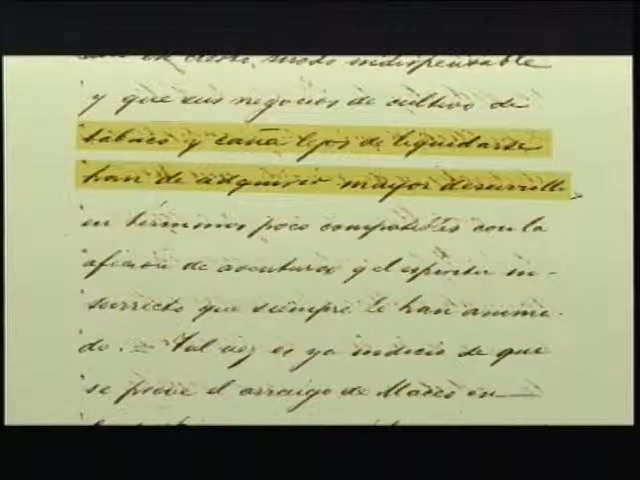 modo indispensable
y que sus negocios de cultivo de
tabaco y caña lejos de liquidarse
han de adquirir mayor desarrollo
en términos poco compatibles con la
afición de aventuras y el espíritu in-
surrecto que siempre le han anima-
do. Tal vez es ya indicio de que
se prevé el arraigo de Maceo en